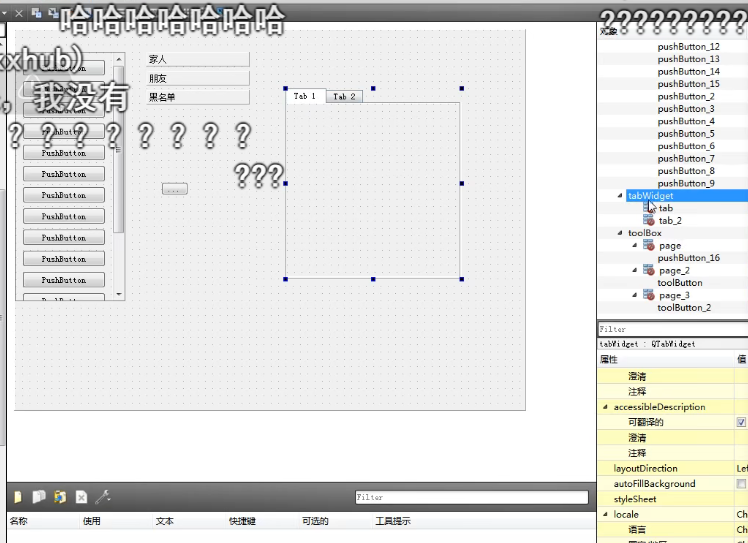 哈哈哈哈哈哈哈
?????????
对象
xxhub)
，我没有
? ? ? ? ? ? ? ?
???
PushButton
PushButton
PushButton
PushButton
PushButton
PushButton
PushButton
PushButton
PushButton
家人
朋友
黑名单
...
Tab 1
Tab 2
pushButton_12
pushButton_13
pushButton_14
pushButton_15
pushButton_2
pushButton_3
pushButton_4
pushButton_5
pushButton_6
pushButton_7
pushButton_8
pushButton_9
tabWidget
tab
tab_2
toolBox
page
pushButton_16
page_2
toolButton
page_3
toolButton_2
Filter
tabWidget : QTabWidget
属性 值
澄清
注释
accessibleDescription
可翻译的
澄清
注释
layoutDirection Lef
autoFillBackground
styleSheet
locale Ch
语言 Ch
Filter
名称 使用 文本 快捷键 可选的 工具提示